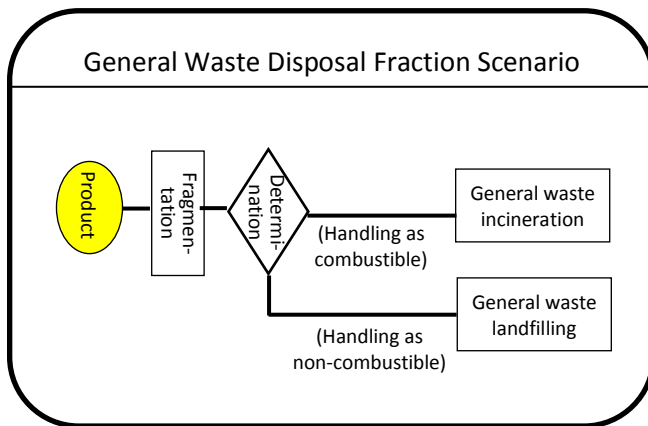 General Waste Disposal Fraction Scenario
Product
Fragmen-
tation
Determi-
nation
General waste
incineration
(Handling as
combustible)
General waste
landfilling
(Handling as
non-combustible)